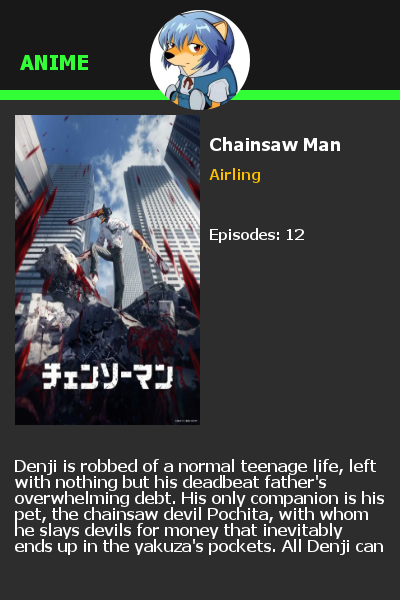 ANIME
Chainsaw Man
Airling
Episodes: 12
チェンソーマン
Denji is robbed of a normal teenage life, left
with nothing but his deadbeat father's
overwhelming debt. His only companion is his
pet, the chainsaw devil Pochita, with whom
he slays devils for money that inevitably
ends up in the yakuza's pockets. All Denji can